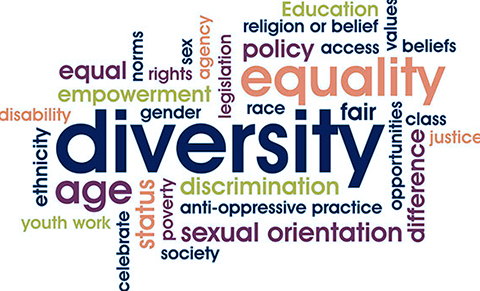 Education
religion or belief
values
norms
sex
agency
legislation
policy
access
beliefs
equal
rights
equality
empowerment
disability
gender
race
fair
opportunities
class
justice
diversity
ethnicity
difference
age
status
poverty
discrimination
anti-oppressive practice
youth work
celebrate
sexual orientation
society